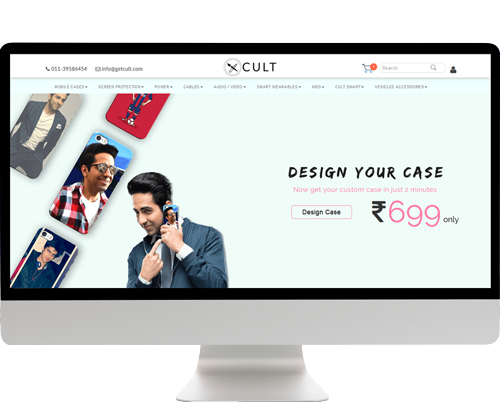 011-39586454 info@getcult.com CULT 1 Search
MOBILE CASES SCREEN PROTECTION POWER CABLES AUDIO / VIDEO SMART WEARABLES KIDS CULT SMART VEHICLES ACCESSORIES
DESIGN YOUR CASE
Now get your custom case in just 2 minutes
Design Case ₹699 only